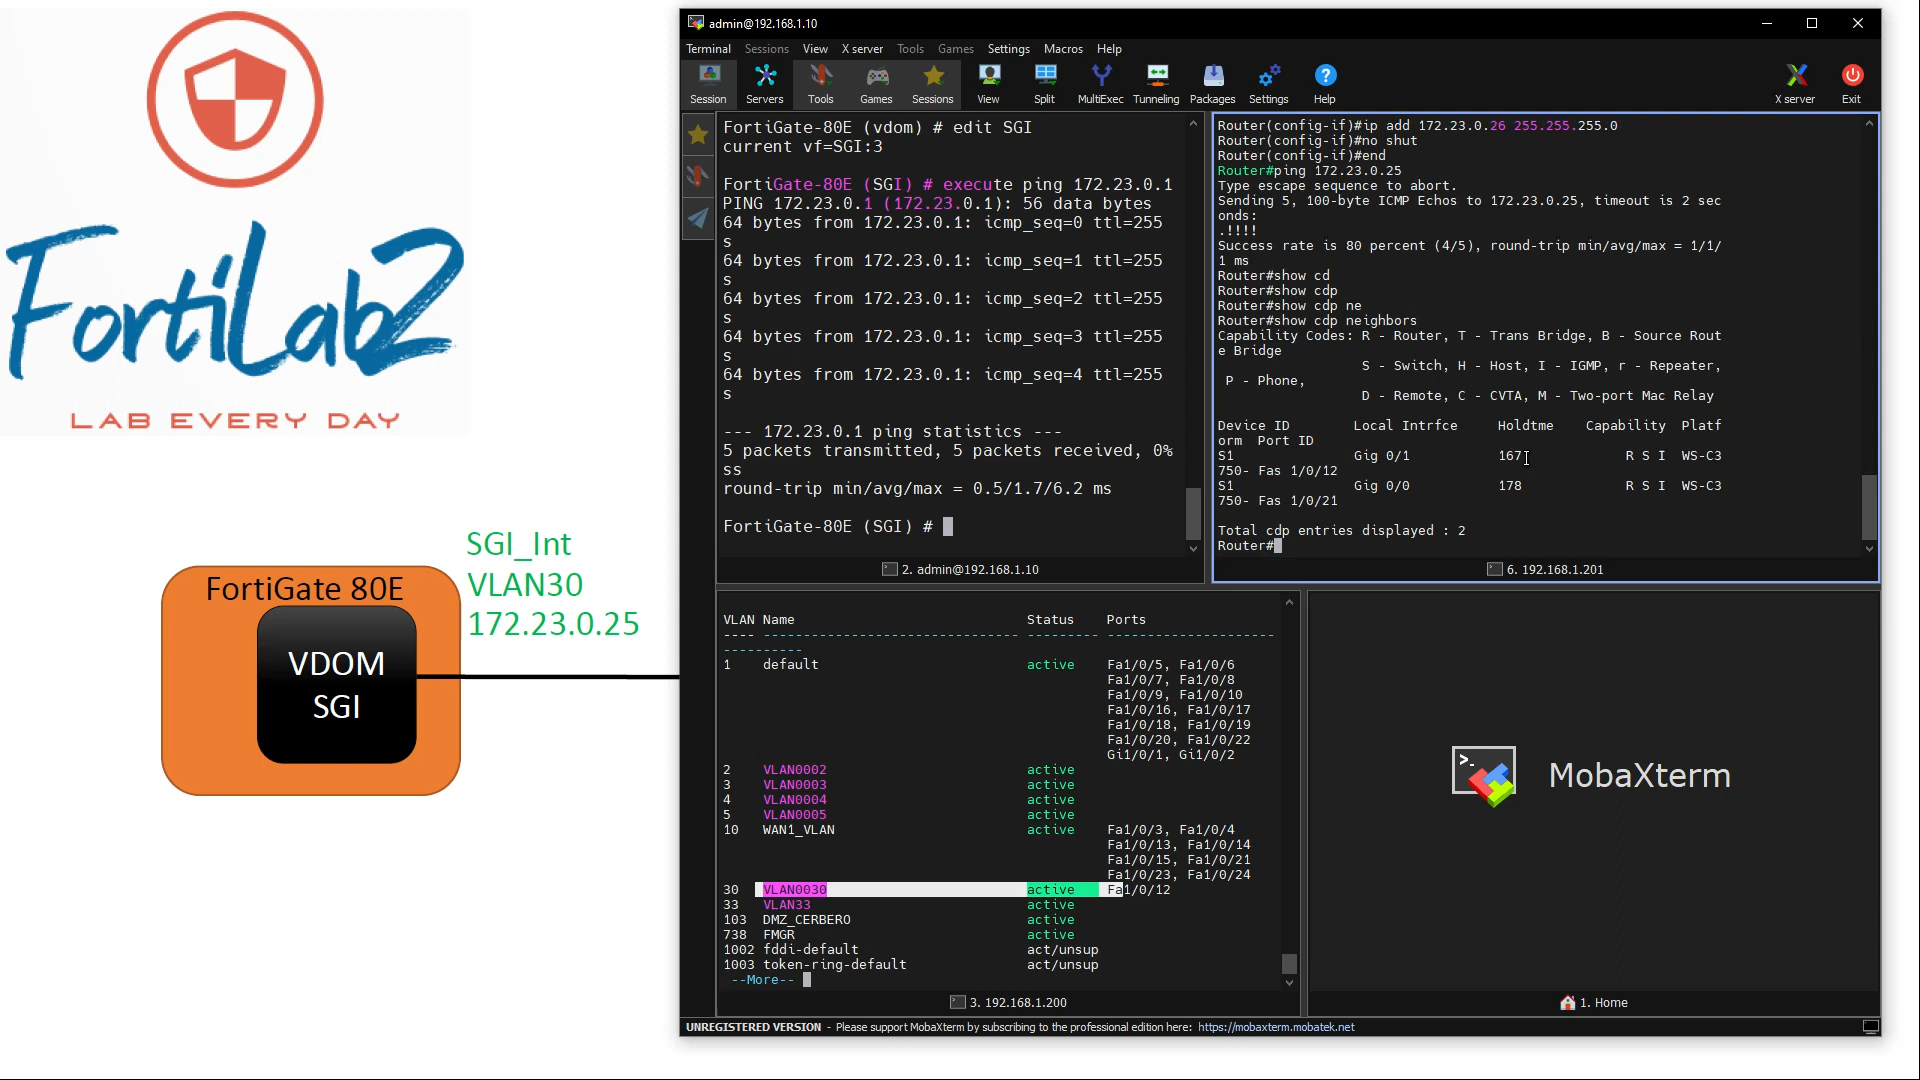 FortiLab2
LAB EVERY DAY
SGI_Int
VLAN30
172.23.0.25
FortiGate 80E
VDOM
SGI
admin@192.168.1.10
Terminal Sessions View X server Tools Games Settings Macros Help
Session Servers Tools Games Sessions View Split MultiExec Tunneling Packages Settings Help X server Exit
FortiGate-80E (vdom) # edit SGI
current vf=SGI:3
FortiGate-80E (SGI) # execute ping 172.23.0.1
PING 172.23.0.1 (172.23.0.1): 56 data bytes
64 bytes from 172.23.0.1: icmp_seq=0 ttl=255
s
64 bytes from 172.23.0.1: icmp_seq=1 ttl=255
s
64 bytes from 172.23.0.1: icmp_seq=2 ttl=255
s
64 bytes from 172.23.0.1: icmp_seq=3 ttl=255
s
64 bytes from 172.23.0.1: icmp_seq=4 ttl=255
s
--- 172.23.0.1 ping statistics ---
5 packets transmitted, 5 packets received, 0%
ss
round-trip min/avg/max = 0.5/1.7/6.2 ms
FortiGate-80E (SGI) #
2. admin@192.168.1.10
Router(config-if)#ip add 172.23.0.26 255.255.255.0
Router(config-if)#no shut
Router(config-if)#end
Router#ping 172.23.0.25
Type escape sequence to abort.
Sending 5, 100-byte ICMP Echos to 172.23.0.25, timeout is 2 sec
onds:
.!!!!
Success rate is 80 percent (4/5), round-trip min/avg/max = 1/1/
1 ms
Router#show cd
Router#show cdp
Router#show cdp ne
Router#show cdp neighbors
Capability Codes: R - Router, T - Trans Bridge, B - Source Rout
e Bridge
S - Switch, H - Host, I - IGMP, r - Repeater,
P - Phone,
D - Remote, C - CVTA, M - Two-port Mac Relay
Device ID Local Intrfce Holdtme Capability Platf
orm Port ID
S1 Gig 0/1 167 R S I WS-C3
750- Fas 1/0/12
S1 Gig 0/0 178 R S I WS-C3
750- Fas 1/0/21
Total cdp entries displayed : 2
Router#
6. 192.168.1.201
VLAN Name Status Ports
---- -------------------------------- --------- ---------------------
----------
1 default active Fa1/0/5, Fa1/0/6
Fa1/0/7, Fa1/0/8
Fa1/0/9, Fa1/0/10
Fa1/0/16, Fa1/0/17
Fa1/0/18, Fa1/0/19
Fa1/0/20, Fa1/0/22
Gi1/0/1, Gi1/0/2
2 VLAN0002 active
3 VLAN0003 active
4 VLAN0004 active
5 VLAN0005 active
10 WAN1_VLAN active Fa1/0/3, Fa1/0/4
Fa1/0/13, Fa1/0/14
Fa1/0/15, Fa1/0/21
Fa1/0/23, Fa1/0/24
30 VLAN0030 active Fa1/0/12
33 VLAN33 active
103 DMZ_CERBERO active
738 FMGR active
1002 fddi-default act/unsup
1003 token-ring-default act/unsup
--More--
3. 192.168.1.200
MobaXterm
1. Home
UNREGISTERED VERSION - Please support MobaXterm by subscribing to the professional edition here: https://mobaxterm.mobatek.net